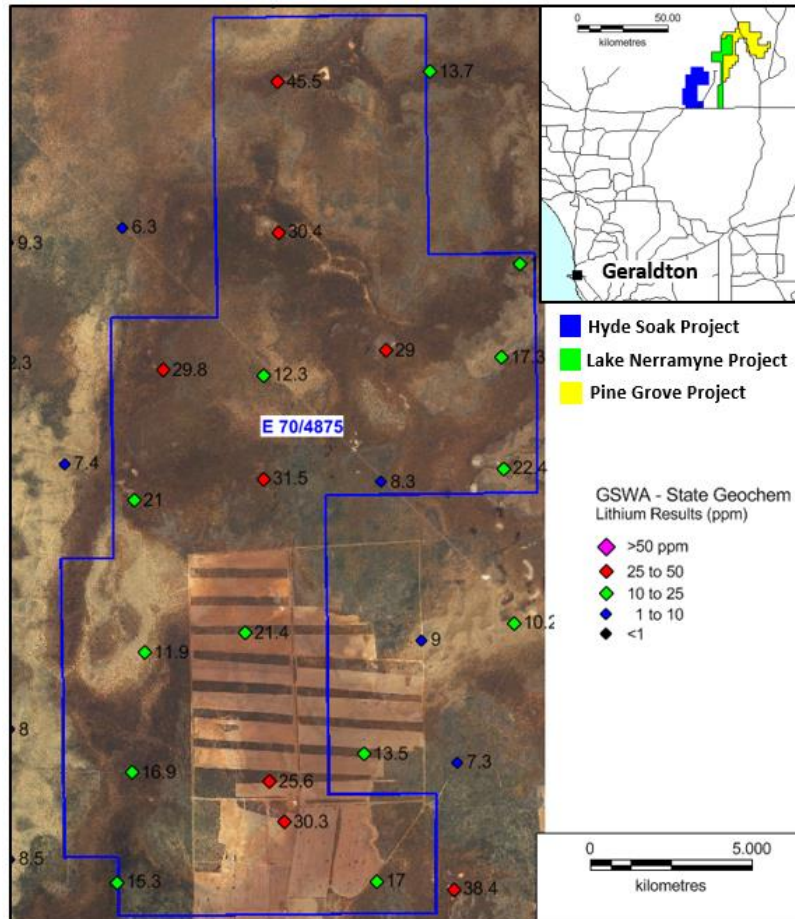 0 50.00
kilometres
Geraldton
Hyde Soak Project
Lake Nerramyne Project
Pine Grove Project
GSWA - State Geochem
Lithium Results (ppm)
>50 ppm
25 to 50
10 to 25
1 to 10
<1
0 5.000
kilometres
13.7
45.5
6.3
30.4
9.3
29
17.3
2.3
29.8
12.3
E 70/4875
7.4
22.4
31.5
8.3
21
10.2
21.4
9
11.9
8
13.5
7.3
16.9
25.6
30.3
8.5
15.3
17
38.4